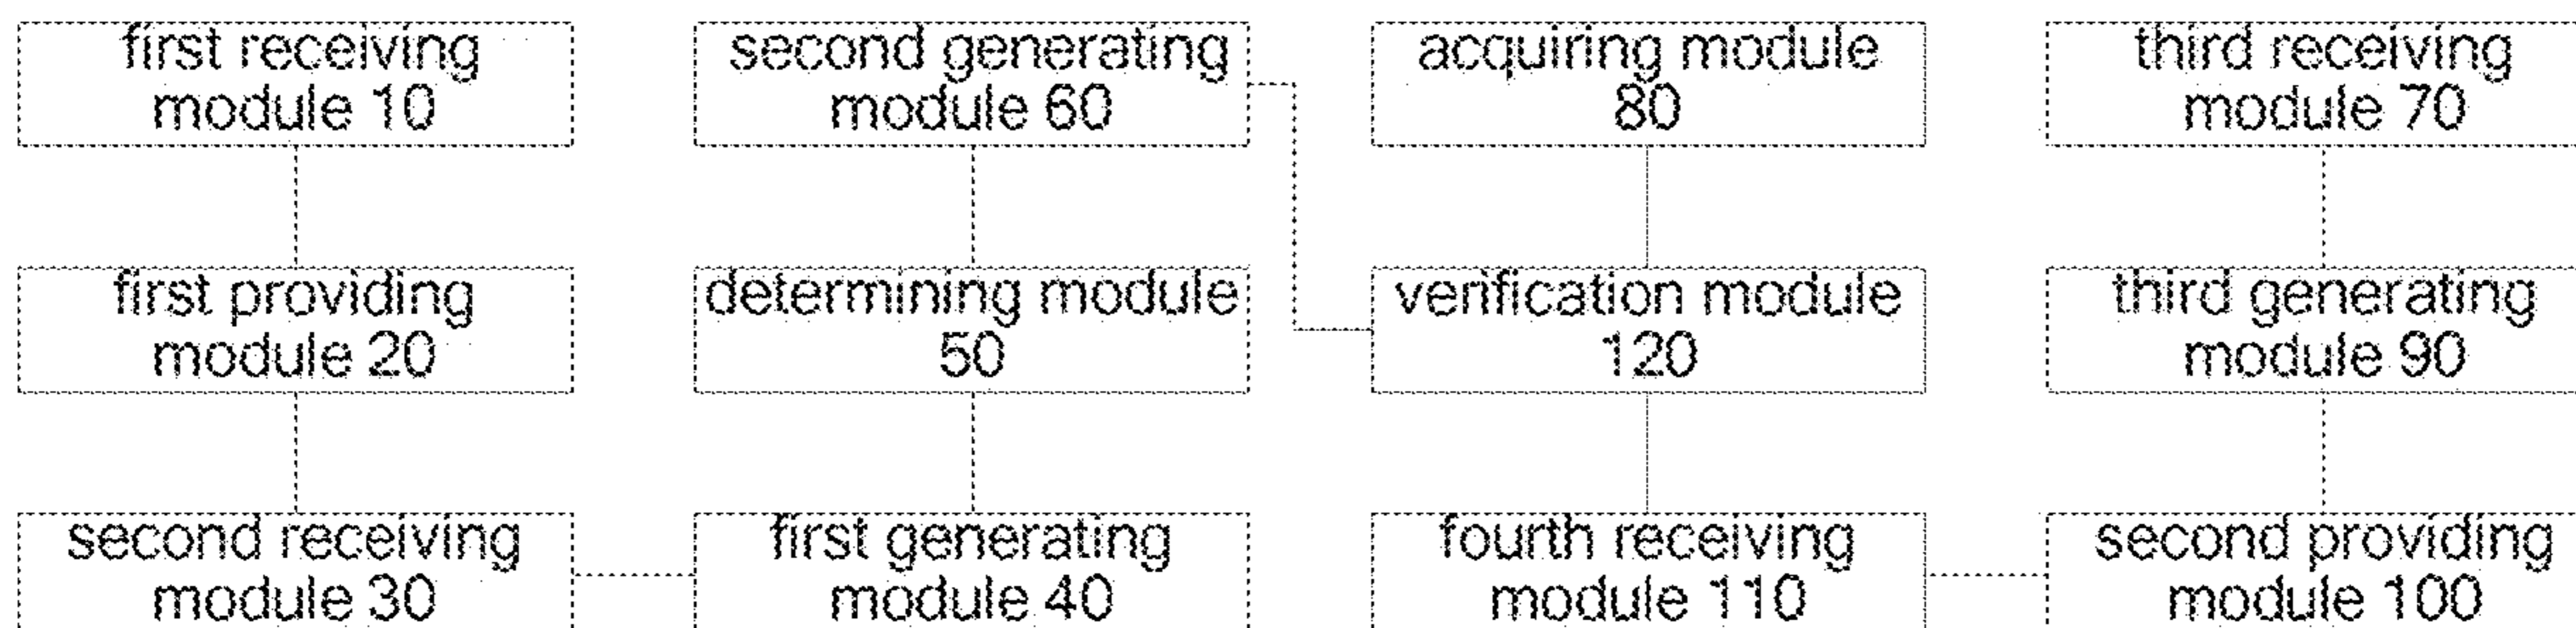 first receiving
module 10
second generating
module 60
acquiring module
80
third receiving
module 70
first providing
module 20
determining module
50
verification module
120
third generating
module 90
second receiving
module 30
first generating
module 40
fourth receiving
module 110
second providing
module 100